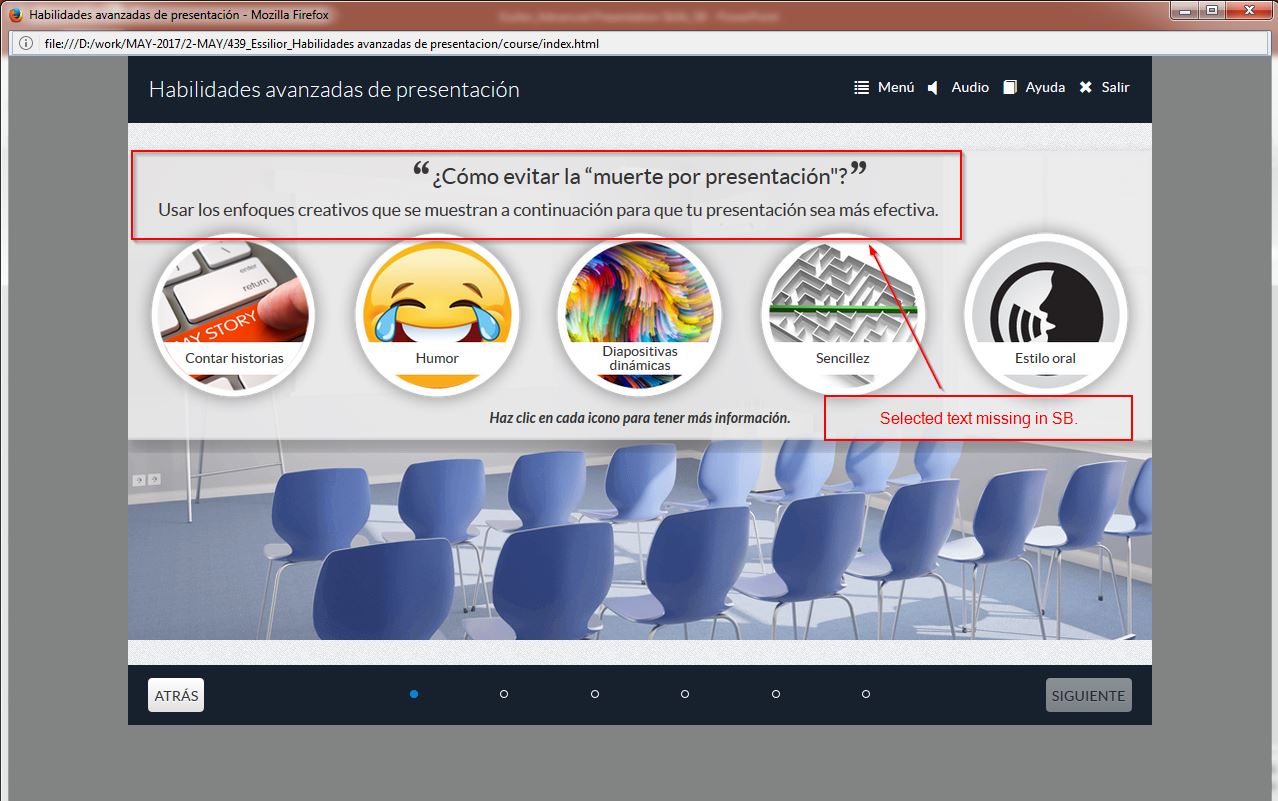 Habilidades avanzadas de presentación - Mozilla Firefox
file:///D:/work/MAY-2017/2-MAY/439_Essilior_Habilidades avanzadas de presentacion/course/index.html
Habilidades avanzadas de presentación
Menú Audio Ayuda Salir
“ ¿Cómo evitar la “muerte por presentación"? ”
Usar los enfoques creativos que se muestran a continuación para que tu presentación sea más efectiva.
enter
return
MY STORY
Contar historias
Humor
Diapositivas
dinámicas
Sencillez
Estilo oral
Haz clic en cada icono para tener más información.
Selected text missing in SB.
ATRÁS
SIGUIENTE